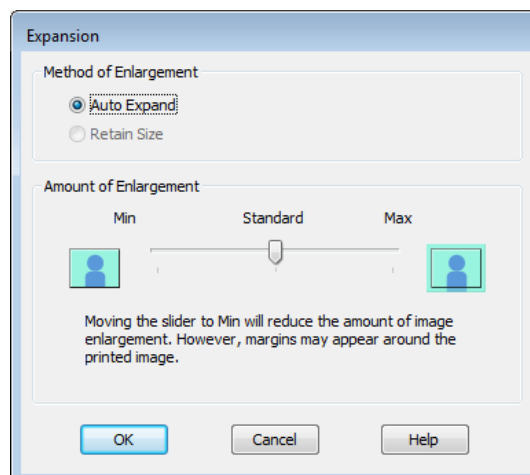 Expansion
Method of Enlargement
Auto Expand
Retain Size
Amount of Enlargement
Min Standard Max
Moving the slider to Min will reduce the amount of image
enlargement. However, margins may appear around the
printed image.
OK Cancel Help